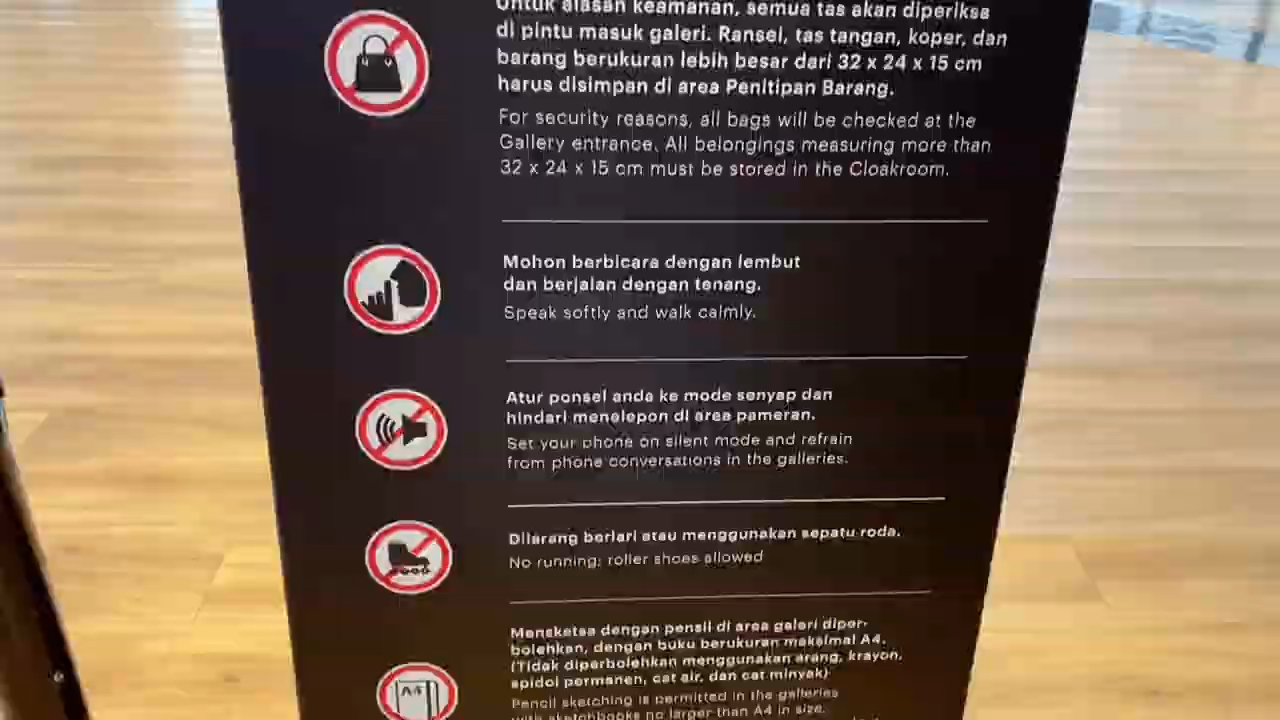 Untuk alasan keamanan, semua tas akan diperiksa
di pintu masuk galeri. Ransel, tas tangan, koper, dan
barang berukuran lebih besar dari 32 x 24 x 15 cm
harus disimpan di area Penitipan Barang.
For security reasons, all bags will be checked at the
Gallery entrance. All belongings measuring more than
32 x 24 x 15 cm must be stored in the Cloakroom.
Mohon berbicara dengan lembut
dan berjalan dengan tenang.
Speak softly and walk calmly.
Atur ponsel anda ke mode senyap dan
hindari menelepon di area pameran.
Set your phone on silent mode and refrain
from phone conversations in the galleries.
Dilarang berlari atau menggunakan sepatu roda.
No running; roller shoes allowed
Mensketsa dengan pensil di area galeri diper-
bolehkan, dengan buku berukuran maksimal A4.
(Tidak diperbolehkan menggunakan arang, krayon,
spidol permanen, cat air, dan cat minyak)
A4
Pencil sketching is permitted in the galleries
with sketchbooks no larger than A4 in size.